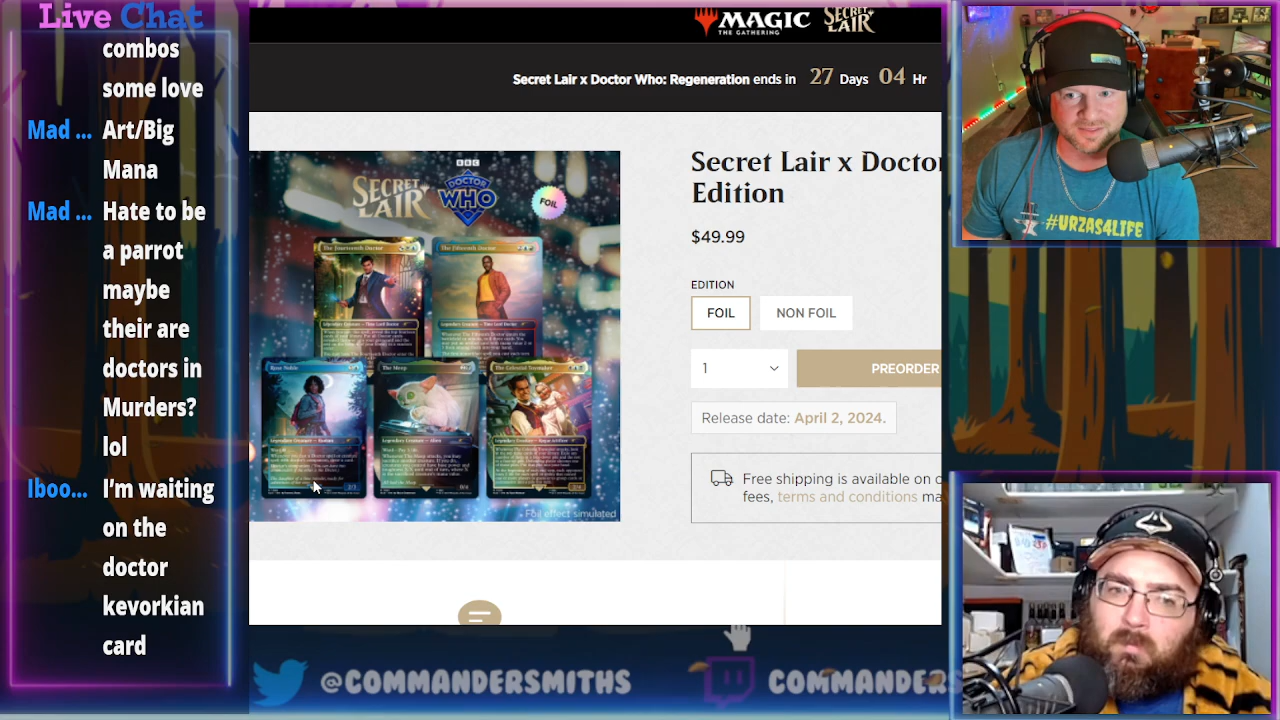 Live Chat
combos
some love
Mad ... Art/Big
Mana
Mad ... Hate to be
a parrot
maybe
their are
doctors in
Murders?
lol
Iboo... I'm waiting
on the
doctor
kevorkian
card
MAGIC
THE GATHERING
SECRET
LAIR
Secret Lair x Doctor Who: Regeneration ends in 27 Days 04 Hr
BBC
SECRET
LAIR
DOCTOR
WHO
FOIL
The Fourteenth Doctor
The Fifteenth Doctor
Rose Noble
The Meep
The Celestial Toymaker
Foil effect simulated
Secret Lair x Docto
Edition
$49.99
EDITION
FOIL
NON FOIL
1
PREORDER
Release date: April 2, 2024.
Free shipping is available on o
fees, terms and conditions ma
#URZAS4LIFE
@COMMANDERSMITHS
COMMANDERS